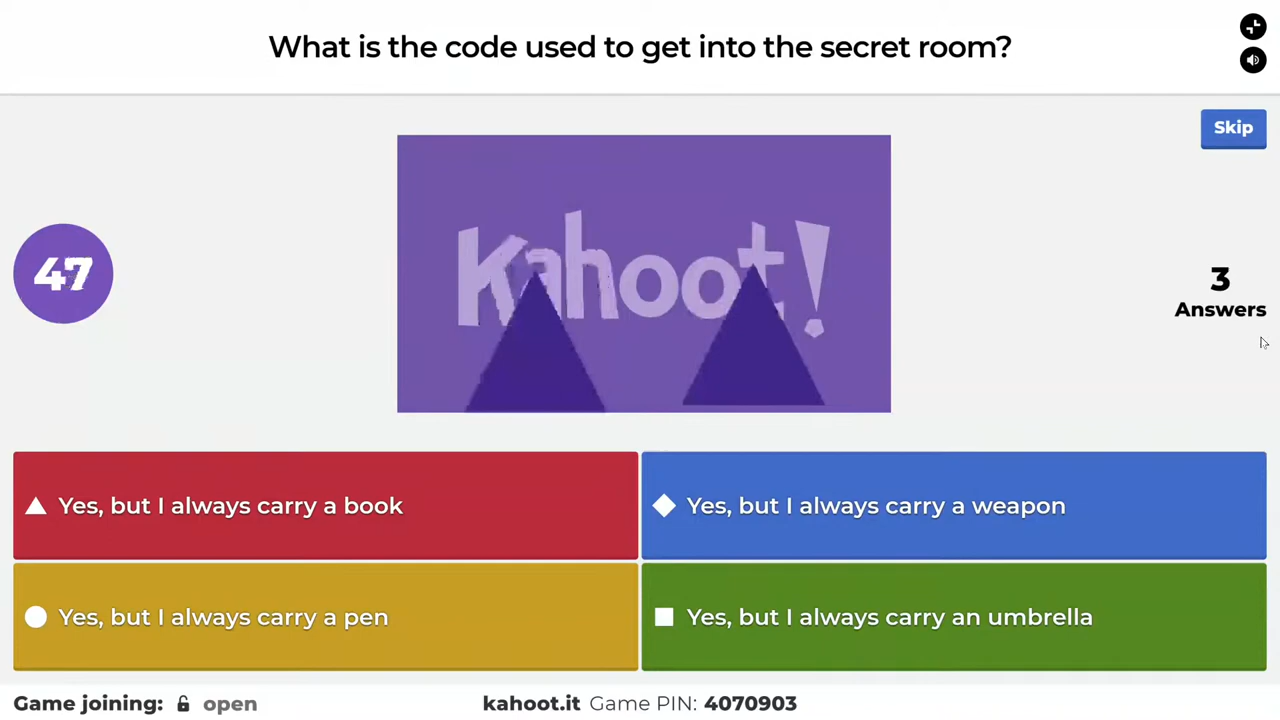 What is the code used to get into the secret room?
Skip
47
Kahoot!
3
Answers
Yes, but I always carry a book
Yes, but I always carry a weapon
Yes, but I always carry a pen
Yes, but I always carry an umbrella
Game joining: open
kahoot.it Game PIN: 4070903